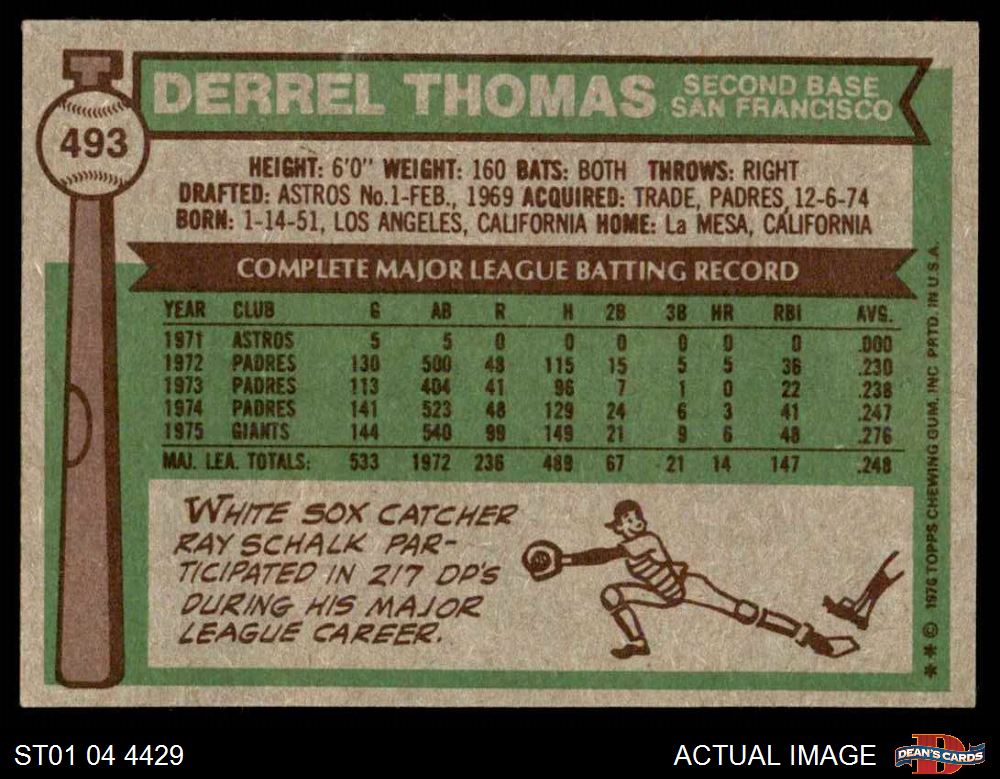 T
493
DERREL THOMAS
SECOND BASE
SAN FRANCISCO
HEIGHT: 6'0" WEIGHT: 160 BATS: BOTH THROWS: RIGHT
DRAFTED: ASTROS No.1-FEB., 1969 ACQUIRED: TRADE, PADRES, 12-6-74
BORN: 1-14-51, LOS ANGELES, CALIFORNIA HOME: La MESA, CALIFORNIA
COMPLETE MAJOR LEAGUE BATTING RECORD
YEAR CLUB G AB R H 2B 3B HR RBI AVG.
1971 ASTROS 5 5 0 0 0 0 0 0 .000
1972 PADRES 130 500 48 115 15 5 5 36 .230
1973 PADRES 113 404 41 96 7 1 0 22 .238
1974 PADRES 141 523 48 129 24 6 3 41 .247
1975 GIANTS 144 540 99 149 21 9 6 48 .276
MAJ. LEA. TOTALS: 533 1972 236 489 67 21 14 147 .248
WHITE SOX CATCHER
RAY SCHALK PAR-
TICIPATED IN 217 DP'S
DURING HIS MAJOR
LEAGUE CAREER.
* * © 1976 TOPPS CHEWING GUM, INC PRTD. IN U.S.A.
ST01 04 4429
ACTUAL IMAGE
DEAN'S CARDS